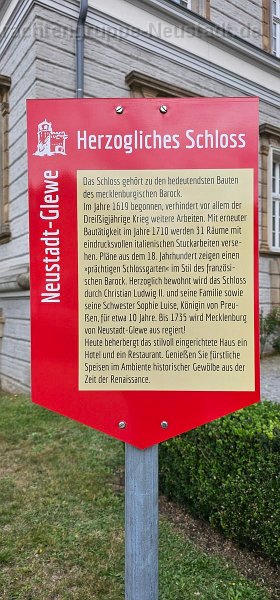 achtengruppe-Neustadt.de
Herzogliches Schloss
Neustadt-Glewe
Das Schloss gehört zu den bedeutendsten Bauten
des mecklenburgischen Barock.
Im Jahre 1619 begonnen, verhindert vor allem der
Dreißigjährige Krieg weitere Arbeiten. Mit erneuter
Bautätigkeit im Jahre 1710 werden 31 Räume mit
eindrucksvollen italienischen Stuckarbeiten verse-
hen. Pläne aus dem 18. Jahrhundert zeigen einen
»prächtigen Schlossgarten« im Stil des französi-
schen Barock. Herzoglich bewohnt wird das Schloss
durch Christian Ludwig II. und seine Familie sowie
seine Schwester Sophie Luise, Königin von Preu-
ßen, für etwa 10 Jahre. Bis 1735 wird Mecklenburg
von Neustadt-Glewe aus regiert!
Heute beherbergt das stilvoll eingerichtete Haus ein
Hotel und ein Restaurant. Genießen Sie fürstliche
Speisen im Ambiente historischer Gewölbe aus der
Zeit der Renaissance.